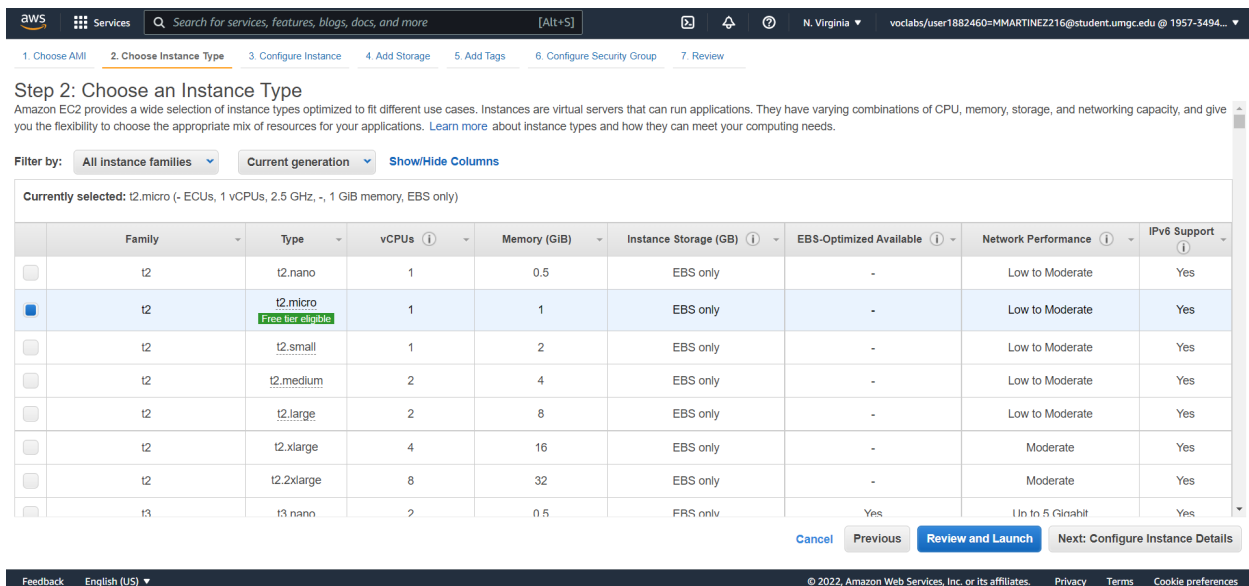 aws Services Search for services, features, blogs, docs, and more [Alt+S] N. Virginia ▼ voclabs/user1882460=MMARTINEZ216@student.umgc.edu @ 1957-3494... ▼
1. Choose AMI 2. Choose Instance Type 3. Configure Instance 4. Add Storage 5. Add Tags 6. Configure Security Group 7. Review
Step 2: Choose an Instance Type
Amazon EC2 provides a wide selection of instance types optimized to fit different use cases. Instances are virtual servers that can run applications. They have varying combinations of CPU, memory, storage, and networking capacity, and give
you the flexibility to choose the appropriate mix of resources for your applications. Learn more about instance types and how they can meet your computing needs.
Filter by: All instance families Current generation Show/Hide Columns
Currently selected: t2.micro (- ECUs, 1 vCPUs, 2.5 GHz, -, 1 GiB memory, EBS only)
Family Type vCPUs Memory (GiB) Instance Storage (GB) EBS-Optimized Available Network Performance IPv6 Support
t2 t2.nano 1 0.5 EBS only - Low to Moderate Yes
t2 t2.micro 1 1 EBS only - Low to Moderate Yes
Free tier eligible
t2 t2.small 1 2 EBS only - Low to Moderate Yes
t2 t2.medium 2 4 EBS only - Low to Moderate Yes
t2 t2.large 2 8 EBS only - Low to Moderate Yes
t2 t2.xlarge 4 16 EBS only - Moderate Yes
t2 t2.2xlarge 8 32 EBS only - Moderate Yes
t3 t3.nano 2 0.5 EBS only Yes Up to 5 Gigabit Yes
Cancel Previous Review and Launch Next: Configure Instance Details
Feedback English (US) ▼ © 2022, Amazon Web Services, Inc. or its affiliates. Privacy Terms Cookie preferences